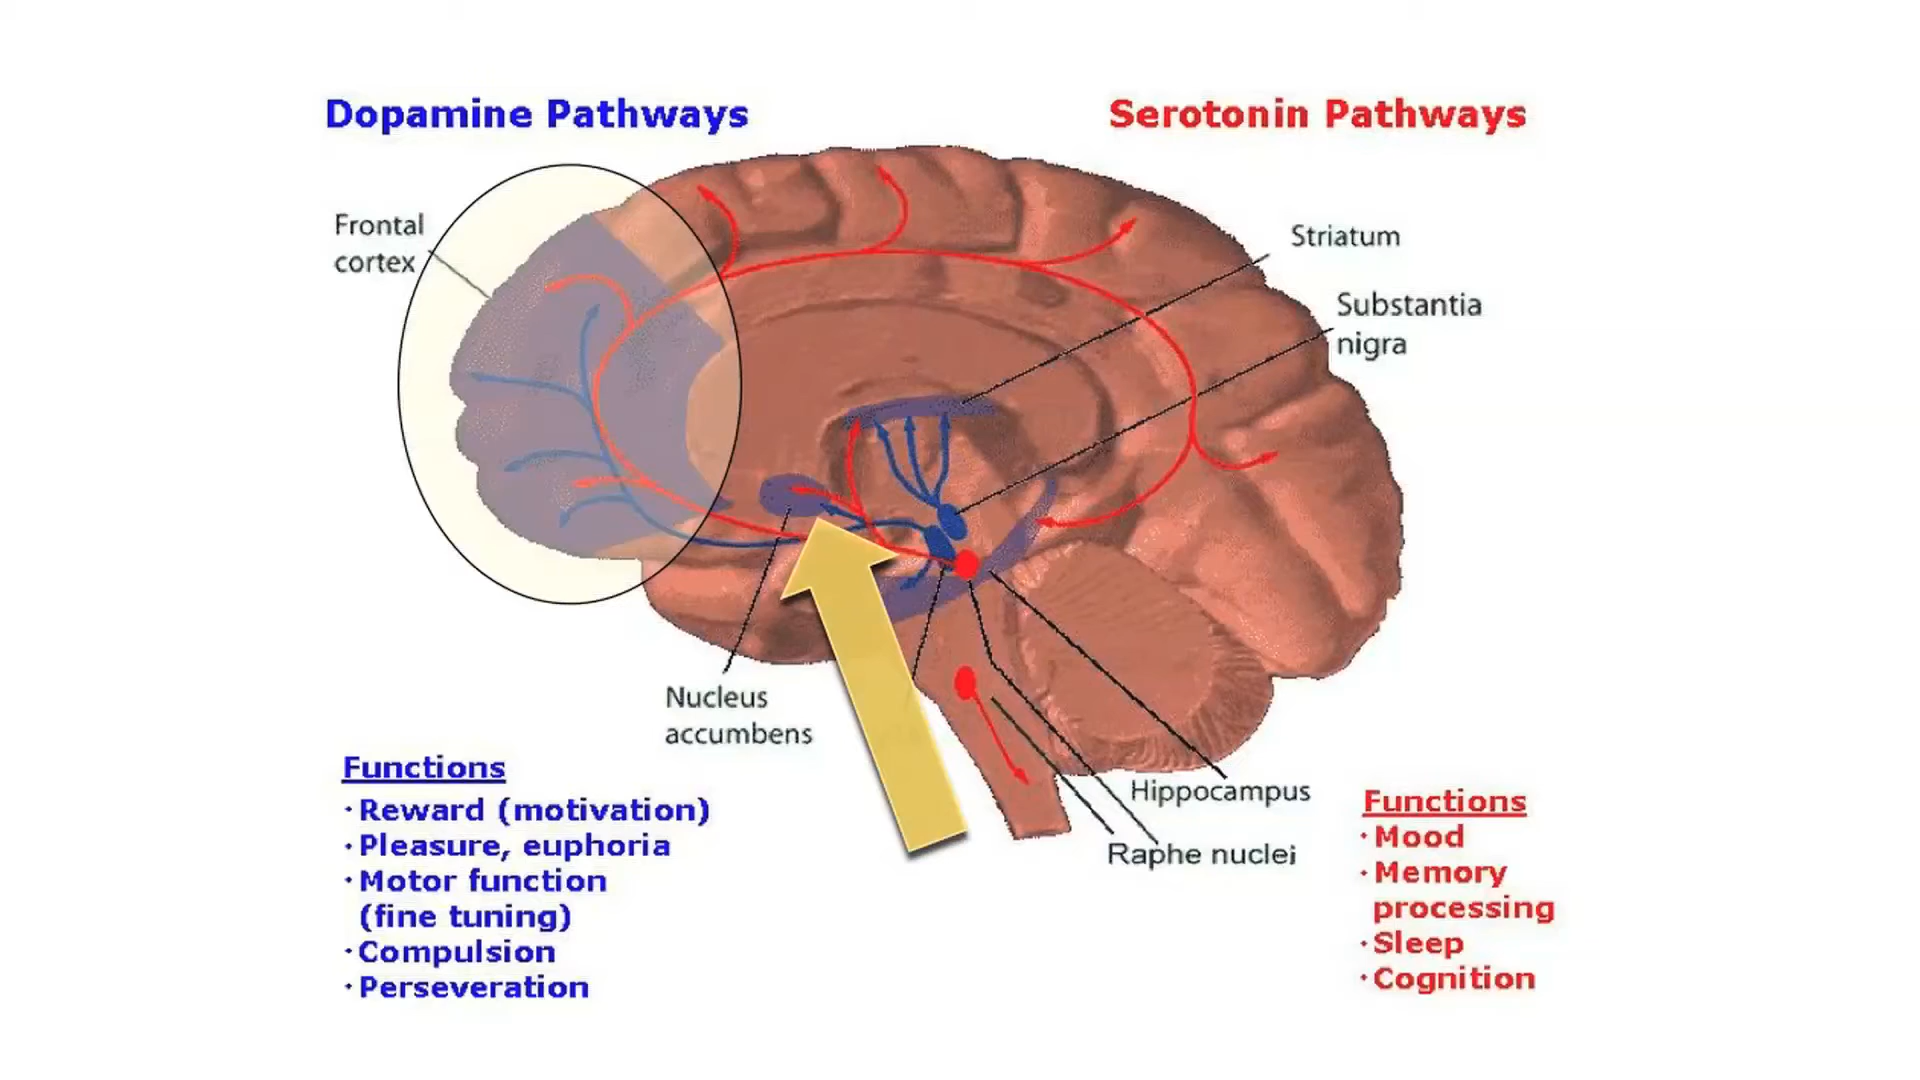 Dopamine Pathways
Serotonin Pathways
Frontal
cortex
Striatum
Substantia
nigra
Nucleus
accumbens
Hippocampus
Raphe nuclei
Functions
· Reward (motivation)
· Pleasure, euphoria
· Motor function
(fine tuning)
· Compulsion
· Perseveration
Functions
· Mood
· Memory
processing
· Sleep
· Cognition